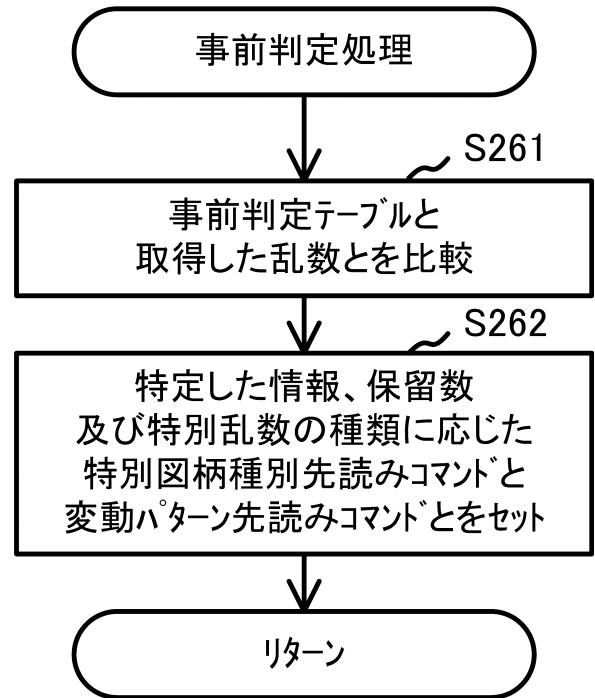 事前判定処理
S261
事前判定ﾃｰﾌﾞﾙと
取得した乱数とを比較
S262
特定した情報、保留数
及び特別乱数の種類に応じた
特別図柄種別先読みｺﾏﾝﾄﾞと
変動ﾊﾟﾀｰﾝ先読みｺﾏﾝﾄﾞとをｾｯﾄ
ﾘﾀｰﾝ